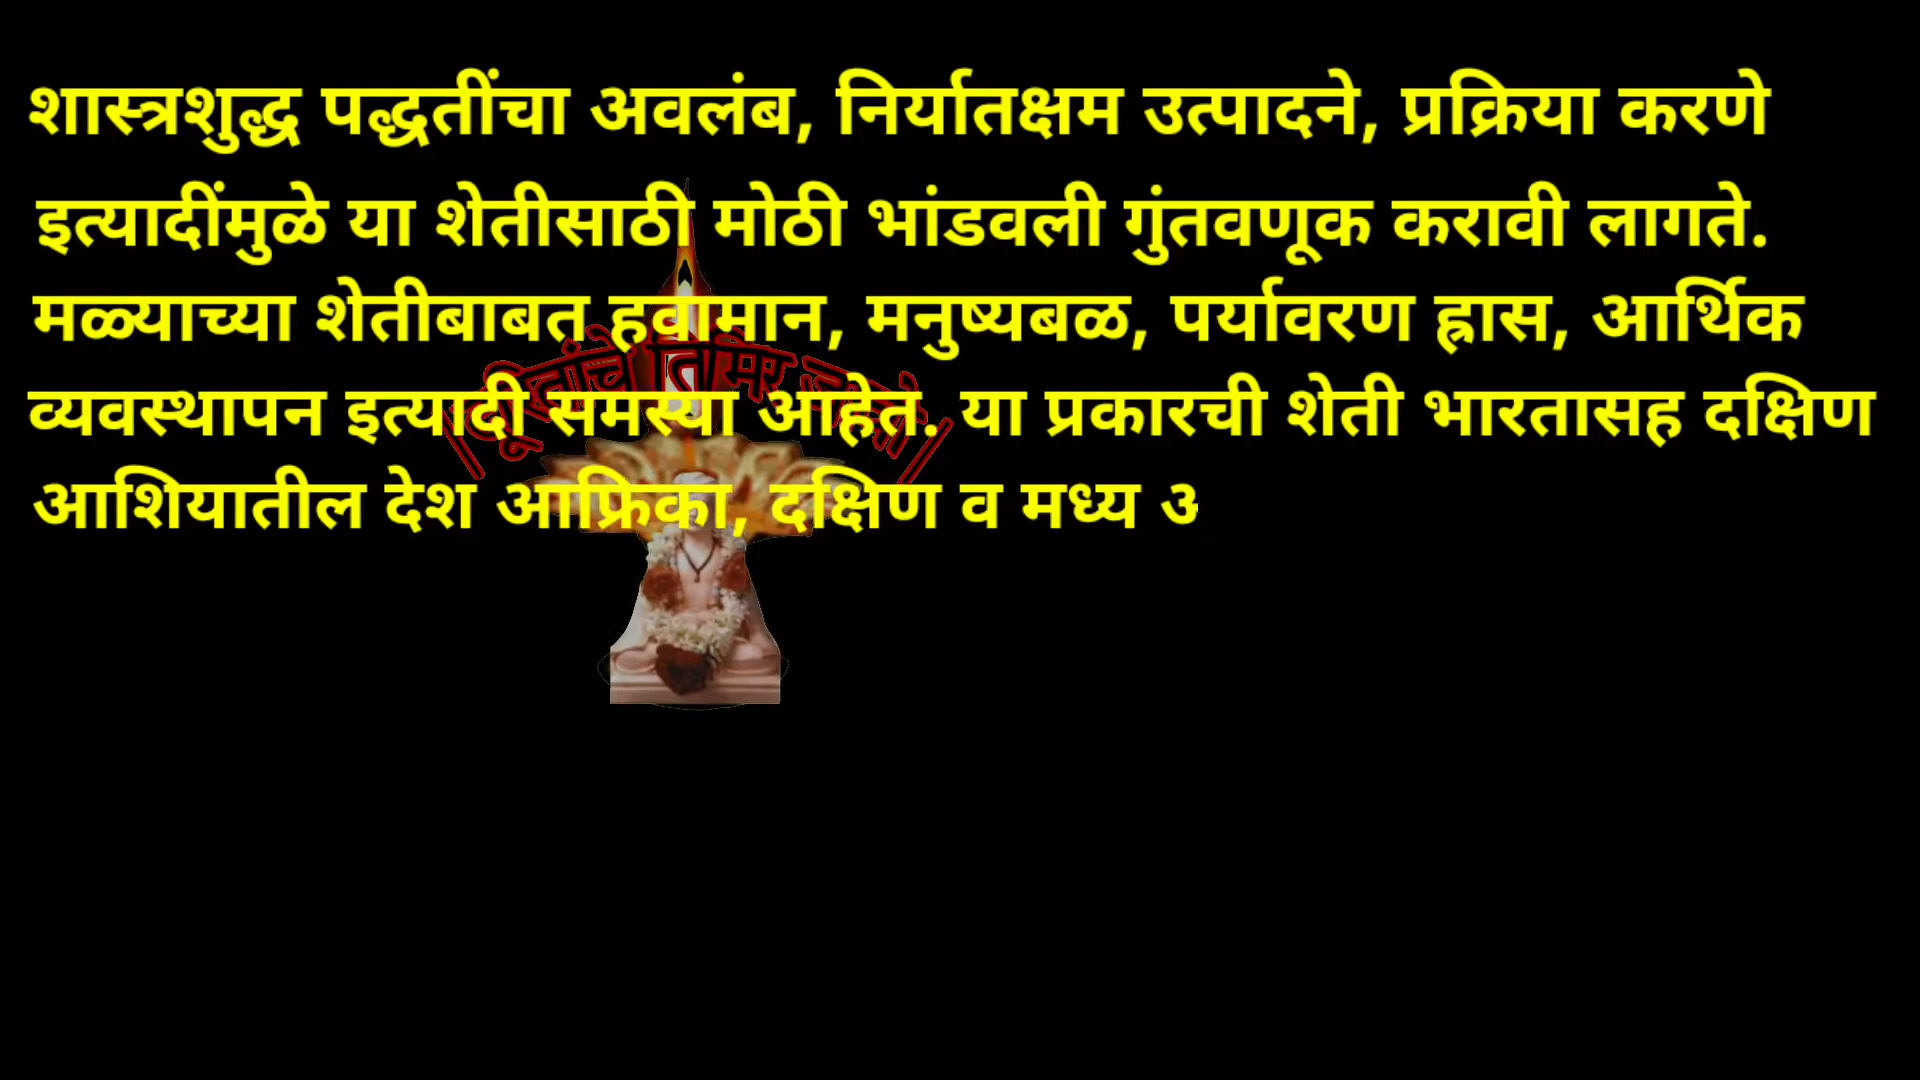 शास्त्रशुद्ध पद्धतींचा अवलंब, निर्यातक्षम उत्पादने, प्रक्रिया करणे
इत्यादींमुळे या शेतीसाठी मोठी भांडवली गुंतवणूक करावी लागते.
मळ्याच्या शेतीबाबत हवामान, मनुष्यबळ, पर्यावरण ह्रास, आर्थिक
व्यवस्थापन इत्यादी समस्या आहेत. या प्रकारची शेती भारतासह दक्षिण
आशियातील देश आफ्रिका, दक्षिण व मध्य